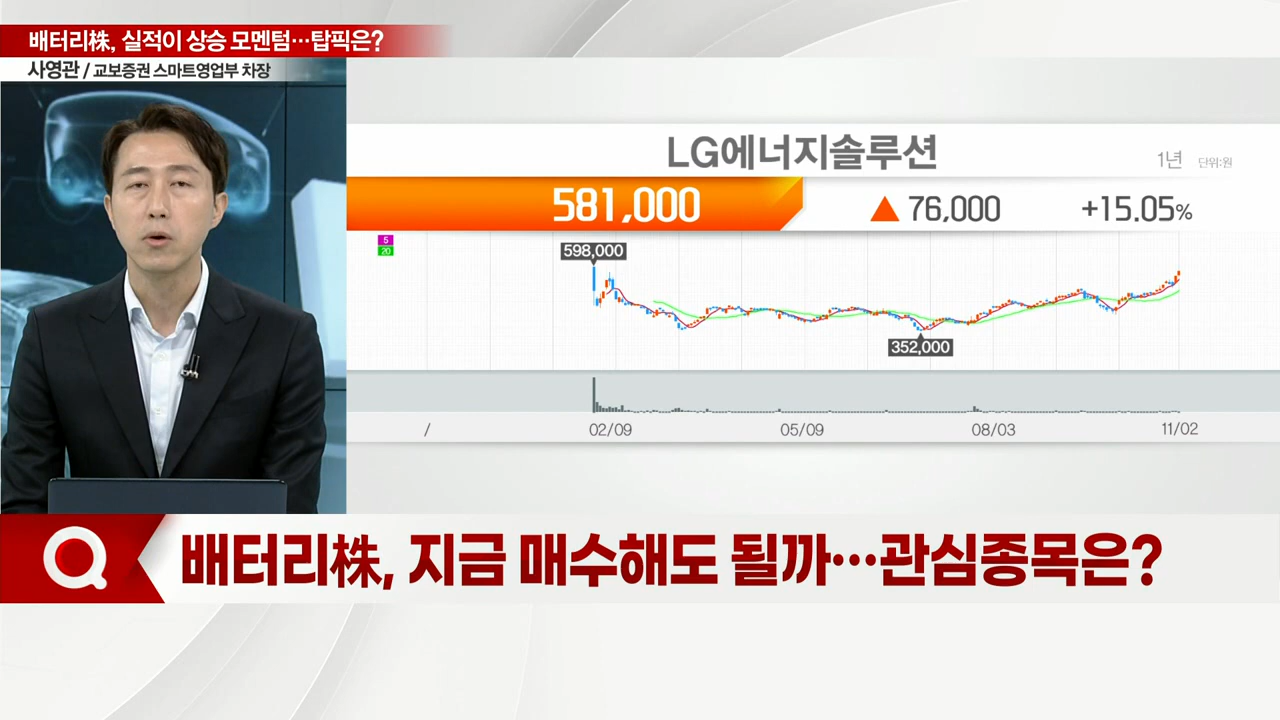 배터리株, 실적이 상승 모멘텀…탑픽은?
사영관 / 교보증권 스마트영업부 차장
LG에너지솔루션
1년 단위:원
581,000 ▲ 76,000 +15.05%
5
20
598,000
352,000
/ 02/09 05/09 08/03 11/02
Q 배터리株, 지금 매수해도 될까…관심종목은?